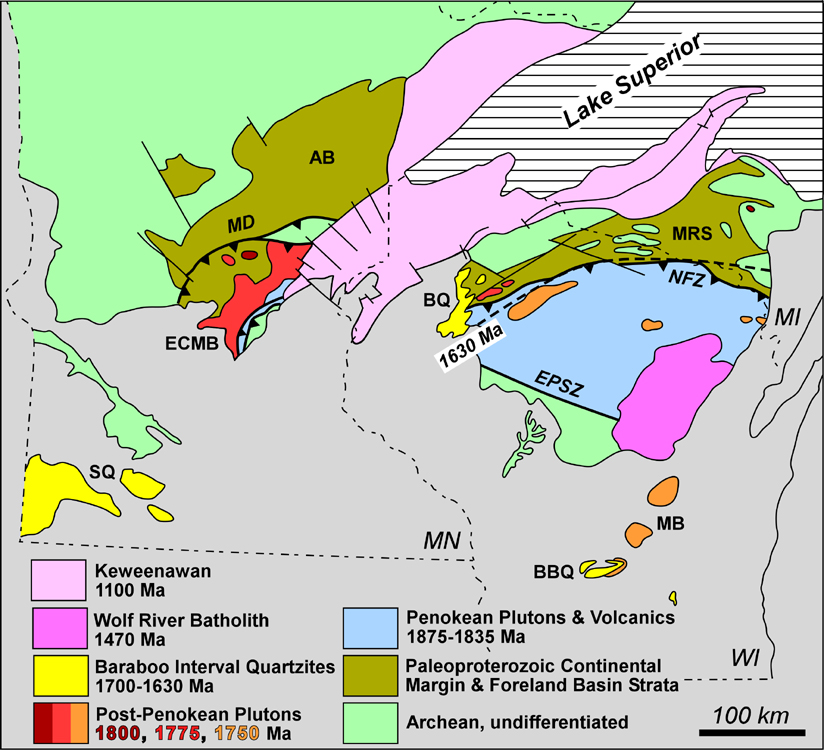 Lake Superior
AB
MD
MRS
NFZ
BQ
MI
ECMB
1630 Ma
EPSZ
SQ
MB
MN
BBQ
Keweenawan
1100 Ma
Wolf River Batholith
1470 Ma
Penokean Plutons & Volcanics
1875-1835 Ma
Baraboo Interval Quartzites
1700-1630 Ma
Paleoproterozoic Continental
Margin & Foreland Basin Strata
WI
Post-Penokean Plutons
1800, 1775, 1750 Ma
Archean, undifferentiated
100 km